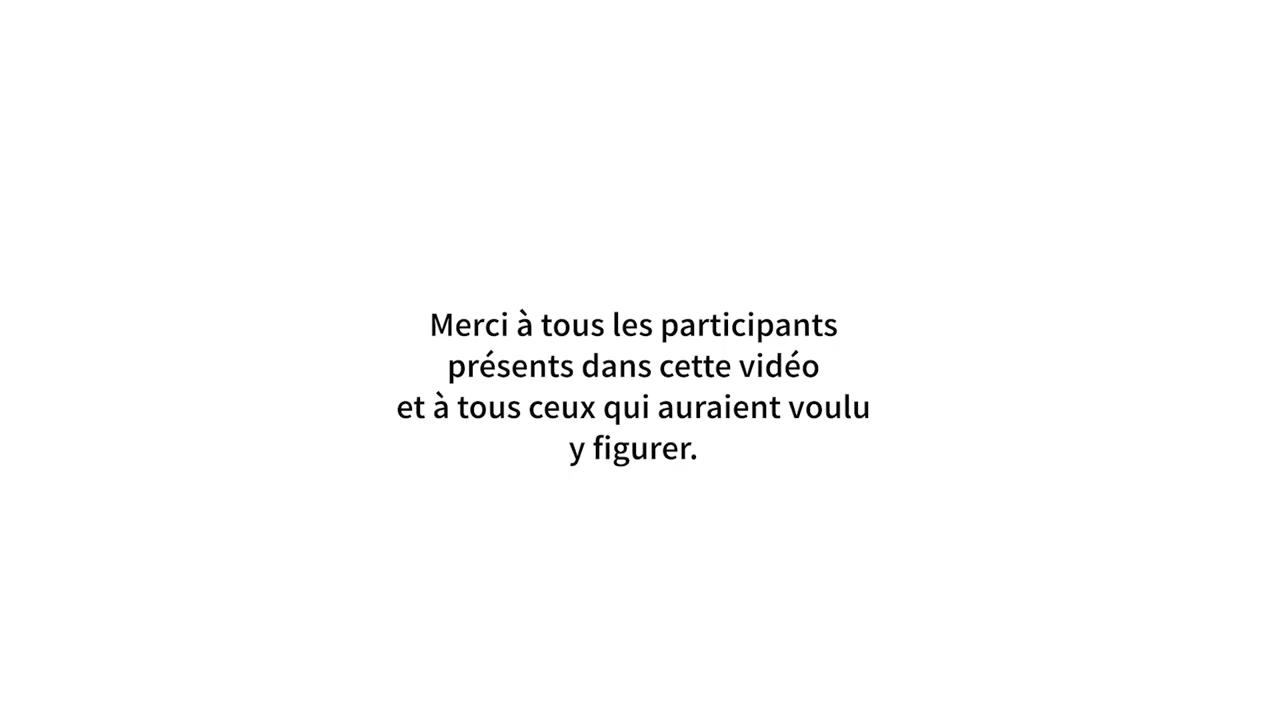 Merci à tous les participants
présents dans cette vidéo
et à tous ceux qui auraient voulu
y figurer.